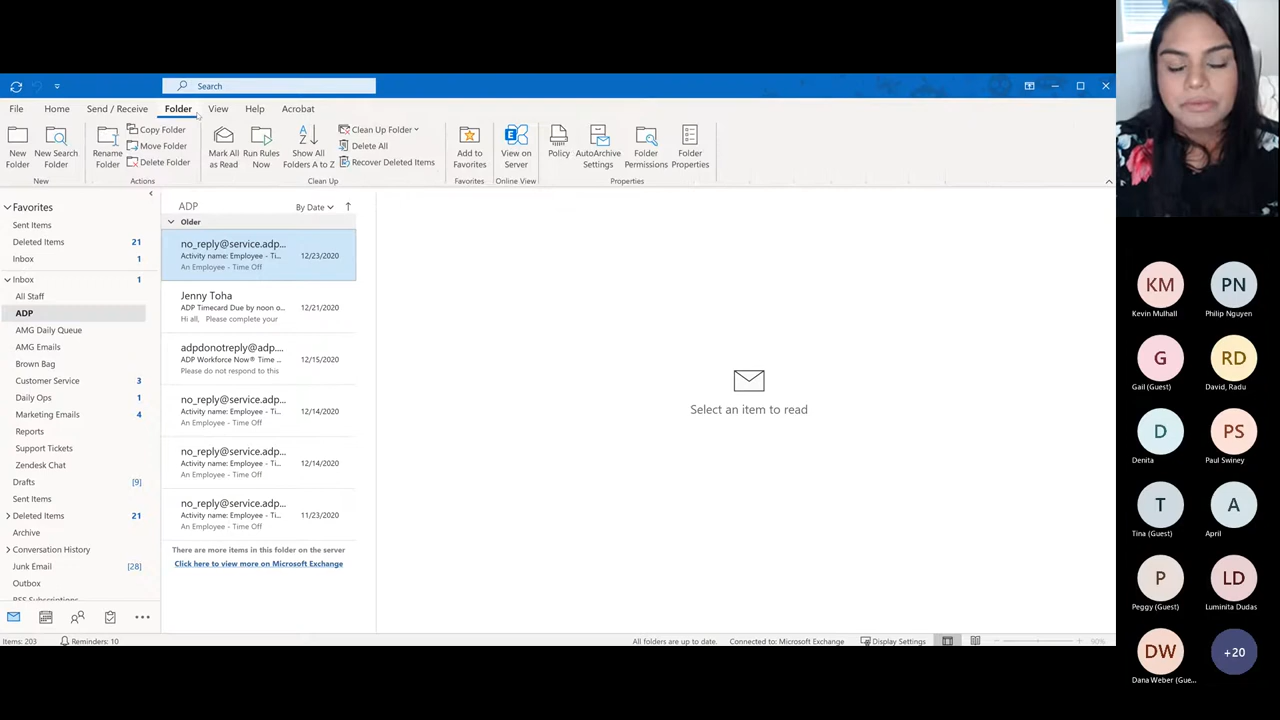 Search
File Home Send / Receive Folder View Help Acrobat
New Folder
New Search Folder
Rename Folder
Copy Folder
Move Folder
Delete Folder
Mark All as Read
Run Rules Now
Show All Folders A to Z
Clean Up Folder
Delete All
Recover Deleted Items
Add to Favorites
View on Server
Policy
AutoArchive Settings
Folder Permissions
Folder Properties
New Actions Clean Up Favorites Online View Properties
Favorites
Sent Items
Deleted Items 21
Inbox 1
Inbox 1
All Staff
ADP
AMG Daily Queue
AMG Emails
Brown Bag
Customer Service 3
Daily Ops 1
Marketing Emails 4
Reports
Support Tickets
Zendesk Chat
Drafts [9]
Sent Items
Deleted Items 21
Archive
Conversation History
Junk Email [28]
Outbox
RSS Subscriptions
ADP By Date
Older
no_reply@service.adp...
Activity name: Employee - Ti... 12/23/2020
An Employee - Time Off
Jenny Toha
ADP Timecard Due by noon o... 12/21/2020
Hi all, Please complete your
adpdonotreply@adp....
ADP Workforce Now® Time ... 12/15/2020
Please do not respond to this
no_reply@service.adp...
Activity name: Employee - Ti... 12/14/2020
An Employee - Time Off
no_reply@service.adp...
Activity name: Employee - Ti... 12/14/2020
An Employee - Time Off
no_reply@service.adp...
Activity name: Employee - Ti... 11/23/2020
An Employee - Time Off
There are more items in this folder on the server
Click here to view more on Microsoft Exchange
Select an item to read
Items: 203 Reminders: 10 All folders are up to date. Connected to: Microsoft Exchange Display Settings 90%
KM PN
Kevin Mulhall Philip Nguyen
G RD
Gail (Guest) David, Radu
D PS
Denita Paul Swiney
T A
Tina (Guest) April
P LD
Peggy (Guest) Luminita Dudas
DW +20
Dana Weber (Gue...